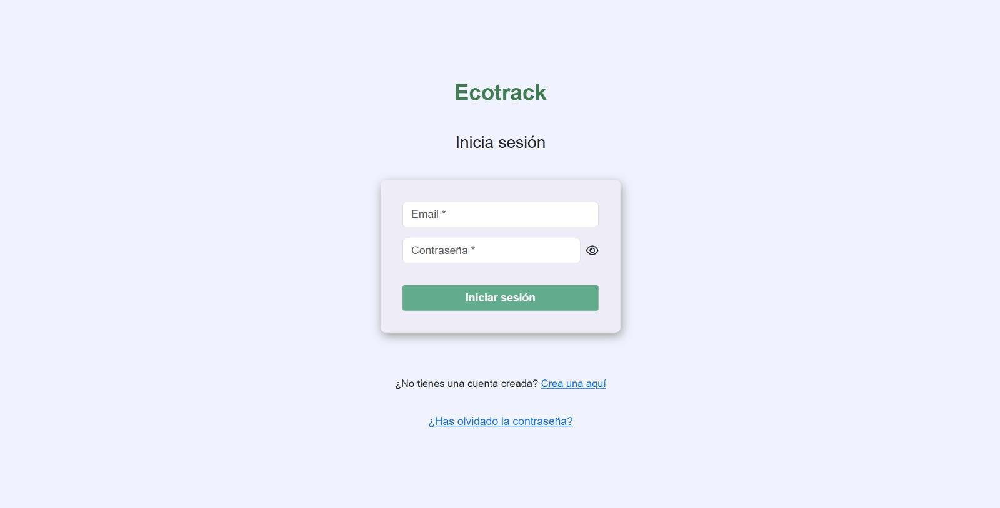 Ecotrack
Inicia sesión
Email *
Contraseña *
Iniciar sesión
¿No tienes una cuenta creada? Crea una aquí
¿Has olvidado la contraseña?